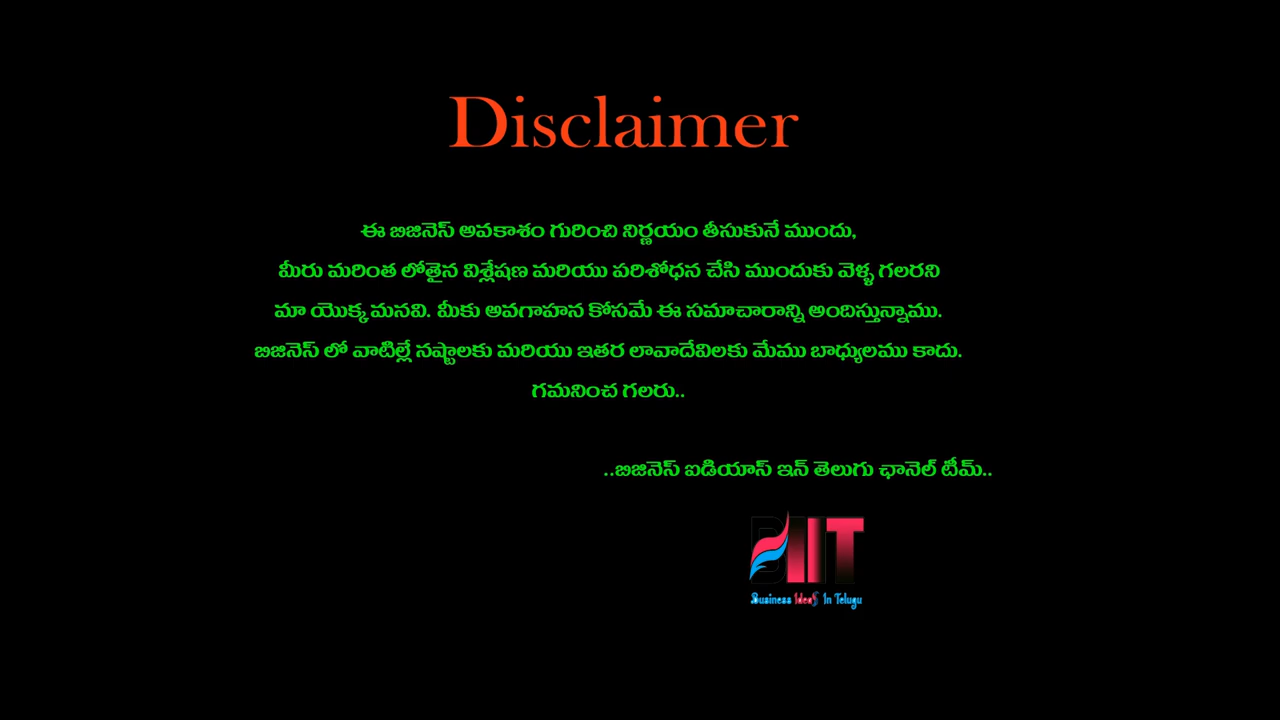 Disclaimer
ఈ బిజినెస్ అవకాశం గురించి నిర్ణయం తీసుకునే ముందు,
మీరు మరింత లోతైన విశ్లేషణ మరియు పరిశోధన చేసి ముందుకు వెళ్ళ గలరని
మా యొక్క మనవి. మీకు అవగాహన కోసమే ఈ సమాచారాన్ని అందిస్తున్నాము.
బిజినెస్ లో వాటిల్లే నష్టాలకు మరియు ఇతర లావాదేవిలకు మేము బాధ్యులము కాదు.
గమనించ గలరు..
..బిజినెస్ ఐడియాస్ ఇన్ తెలుగు ఛానెల్ టీమ్..
BIIT
Business Ideas In Telugu